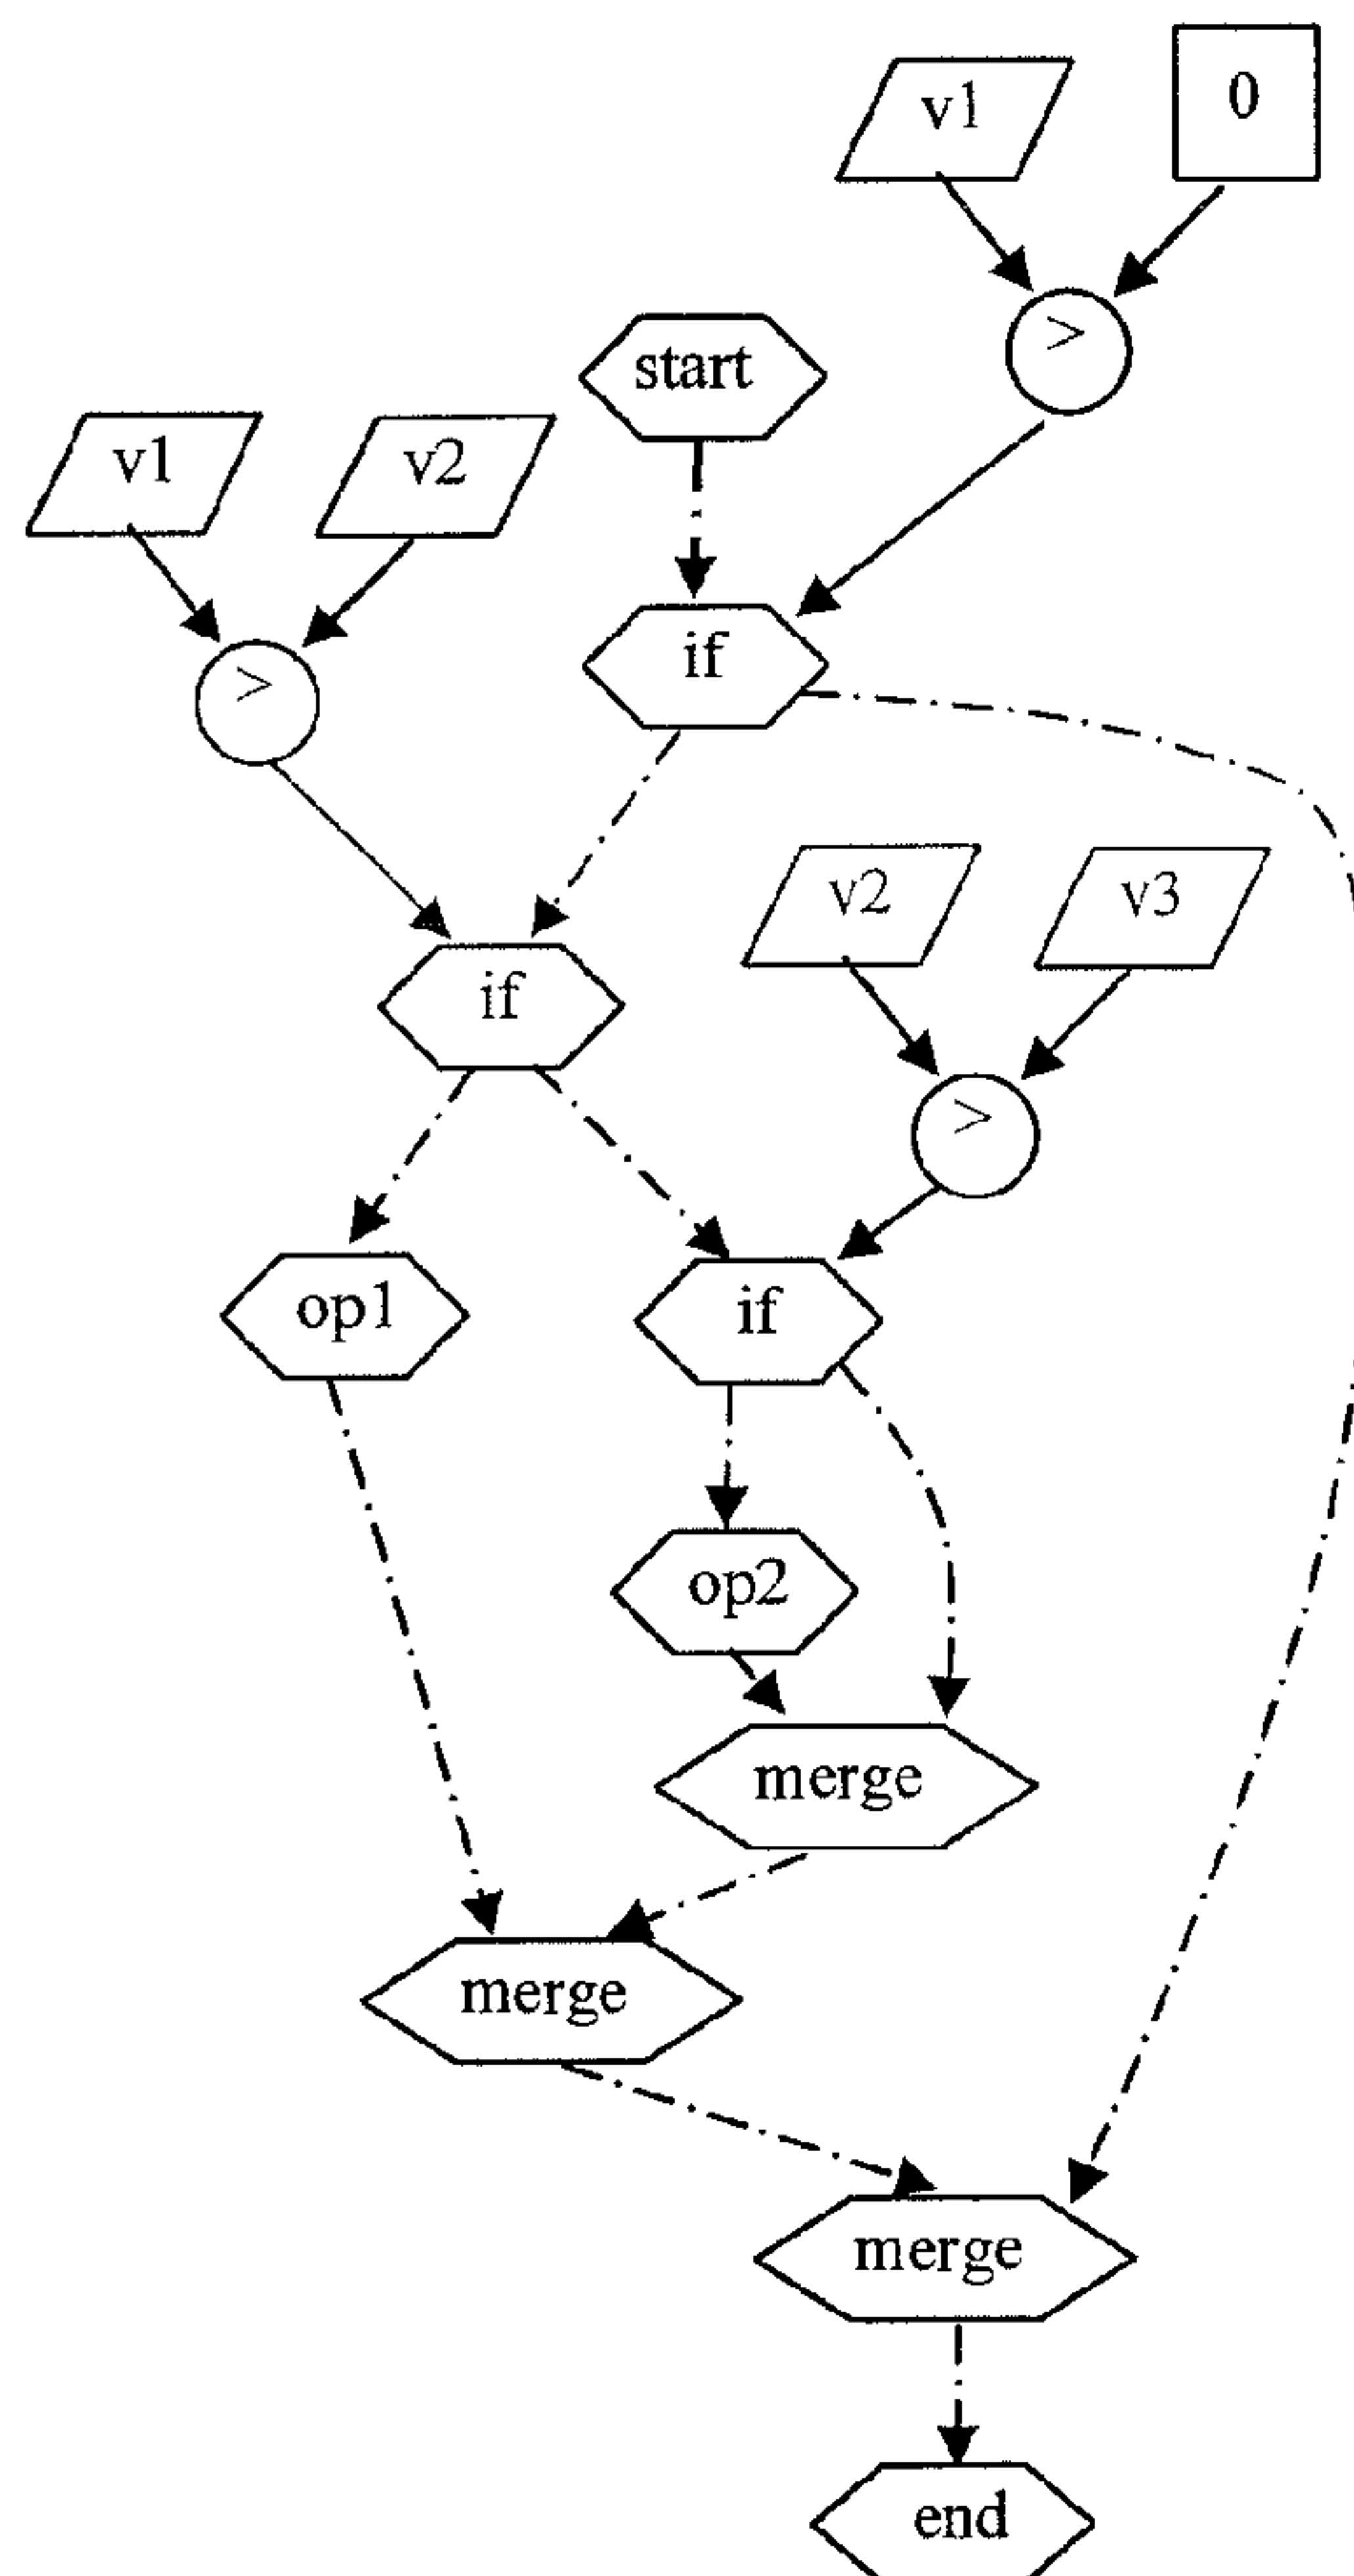 v1 0
>
start
v1 v2
if
>
v2 v3
if
>
op1 if
op2
merge
merge
merge
end